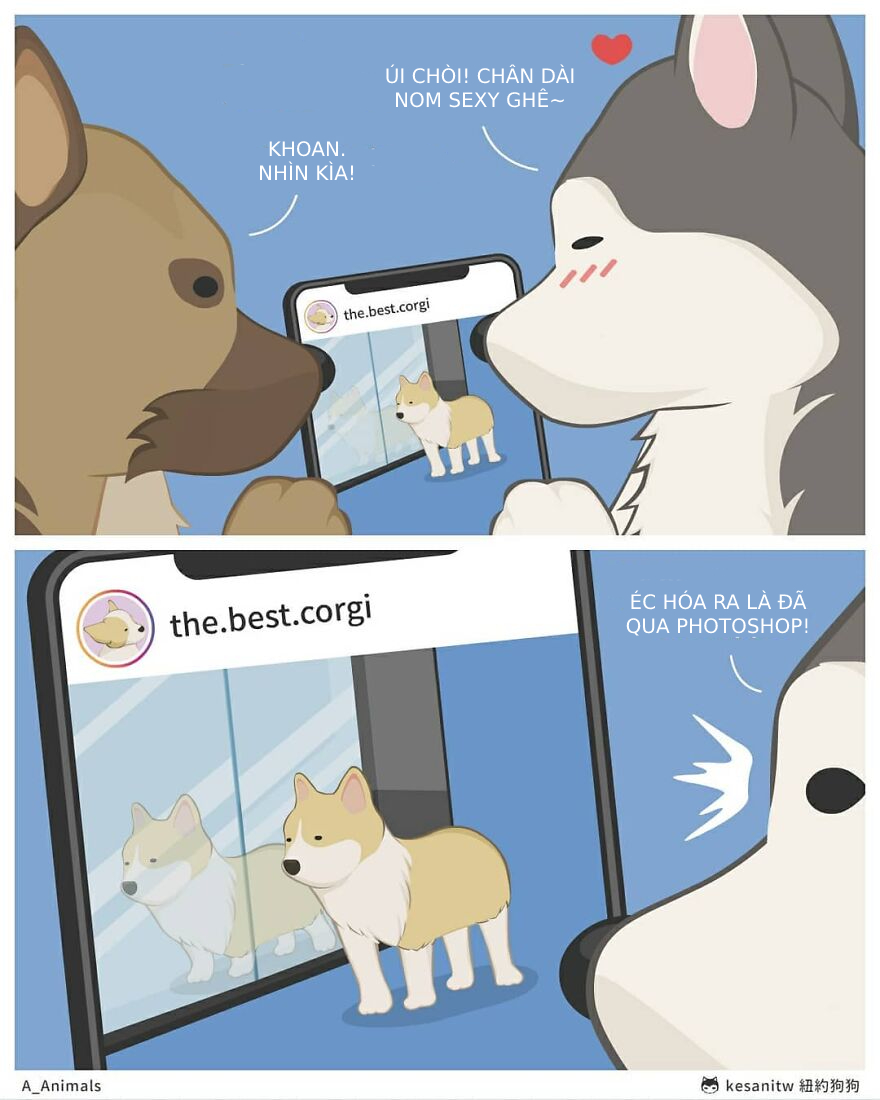 ÚI CHÒI! CHÂN DÀI
NOM SEXY GHÊ~
KHOAN.
NHÌN KÌA!
the.best.corgi
the.best.corgi
ÉC HÓA RA LÀ ĐÃ
QUA PHOTOSHOP!
A_Animals
kesanitw 紐約狗狗